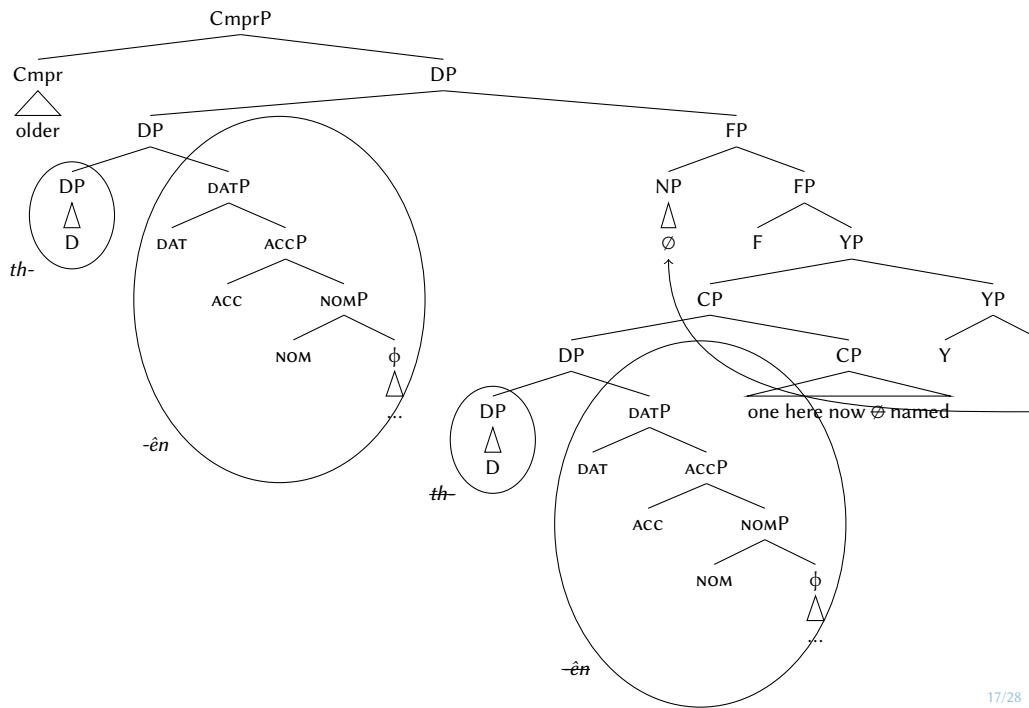 CmprP
Cmpr DP
older DP FP
DP DATP NP FP
D DAT ACCP ∅ F YP
th-
ACC NOMP CP YP
NOM ϕ DP CP Y
... DP DATP one here now ∅ named
-ên
D DAT ACCP
th-
ACC NOMP
NOM ϕ
...
-ên
17/28